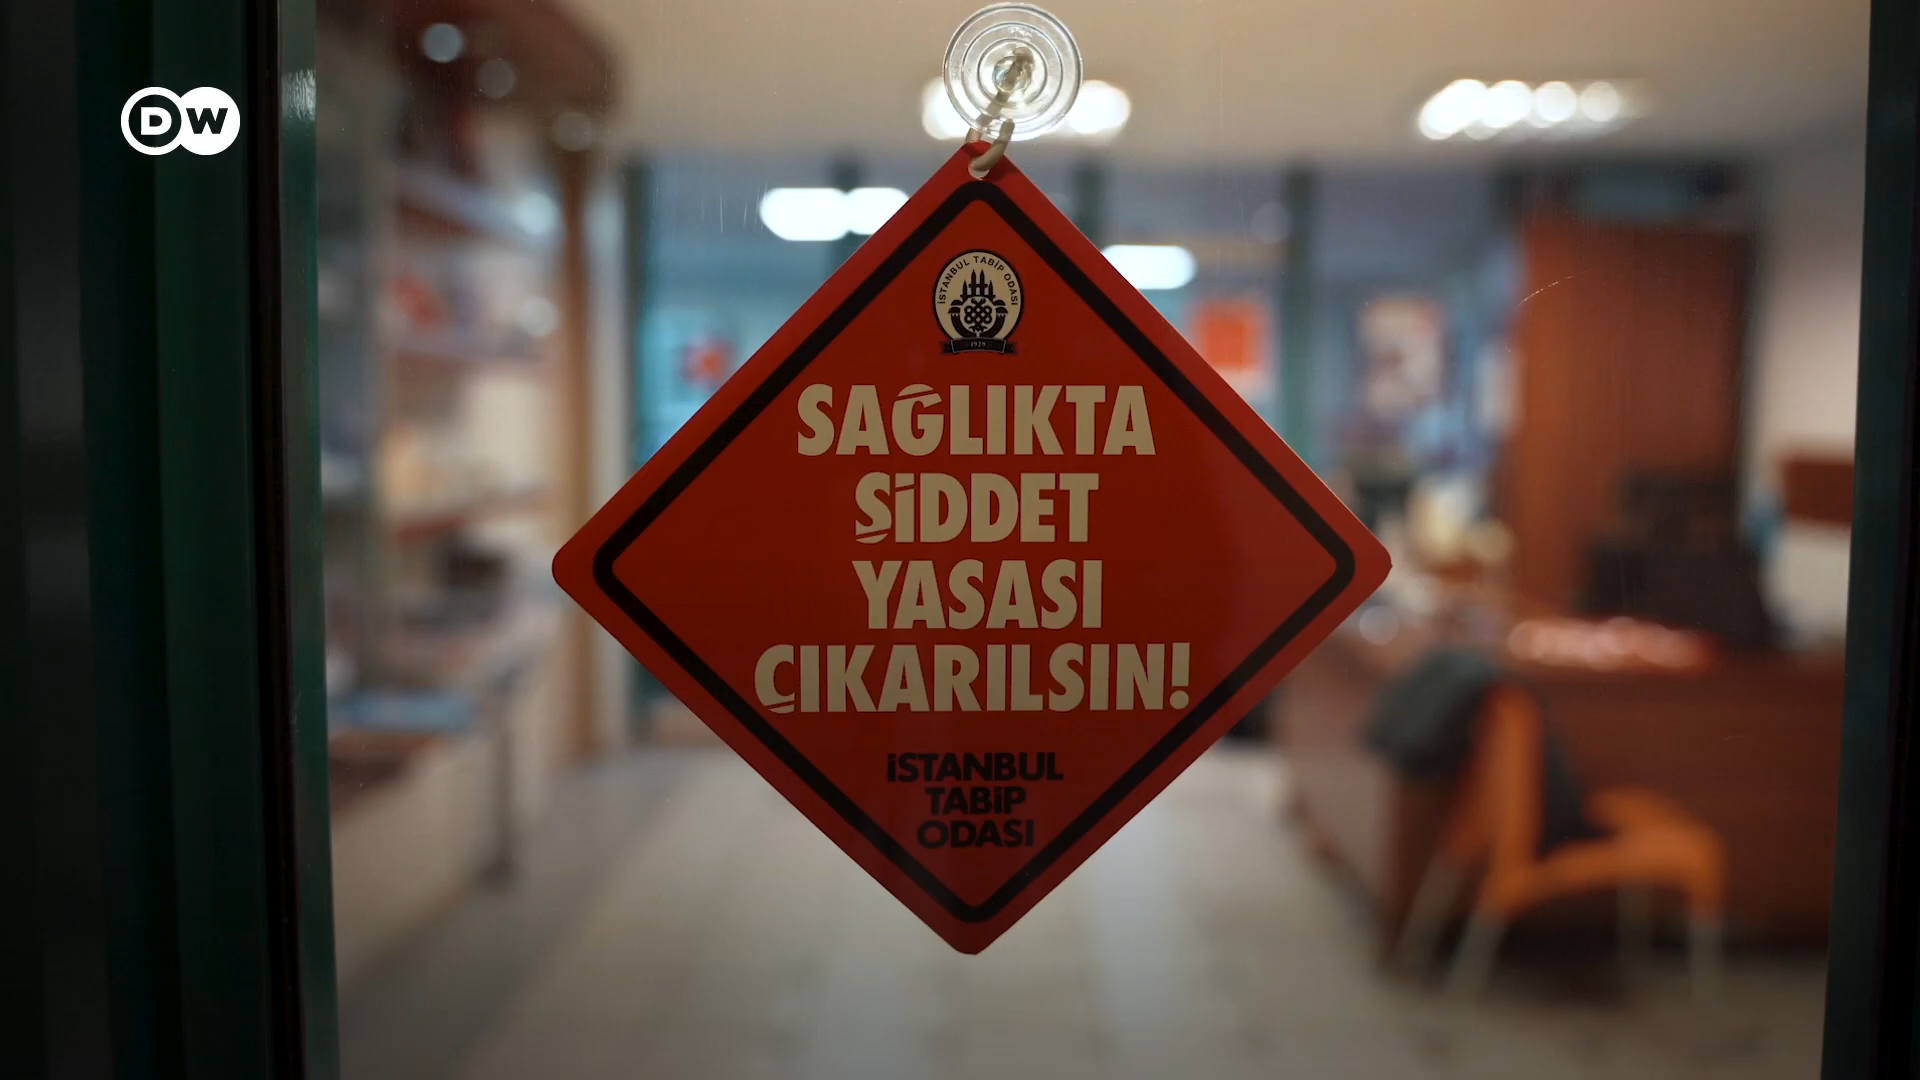 DW
İSTANBUL TABİP ODASI
1929
SAĞLIKTA
ŞİDDET
YASASI
ÇIKARILSIN!
İSTANBUL
TABİP
ODASI